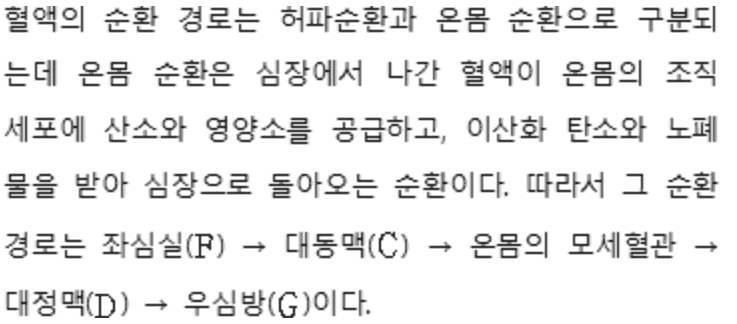 혈액의 순환 경로는 허파순환과 온몸 순환으로 구분되
는데 온몸 순환은 심장에서 나간 혈액이 온몸의 조직
세포에 산소와 영양소를 공급하고, 이산화 탄소와 노폐
물을 받아 심장으로 돌아오는 순환이다. 따라서 그 순환
경로는 좌심실(F) → 대동맥(C) → 온몸의 모세혈관 →
대정맥(D) → 우심방(G)이다.